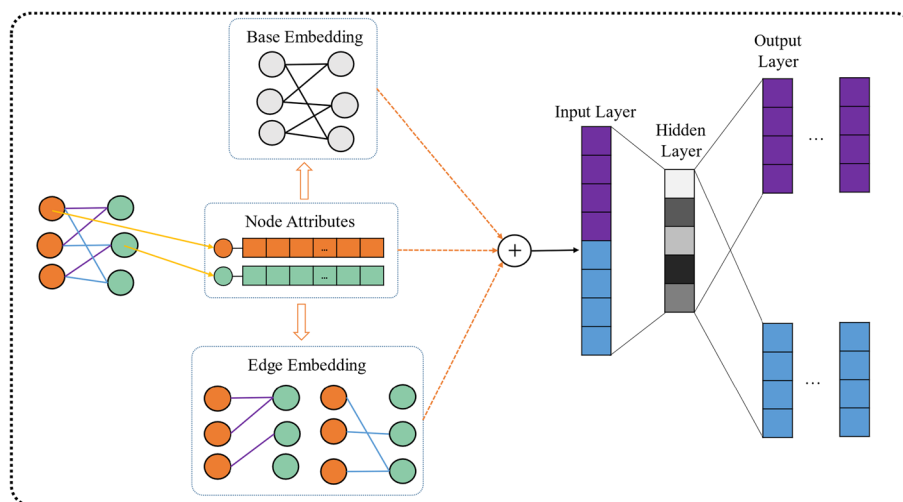 Base Embedding
Node Attributes
...
...
Edge Embedding
+
Input Layer
Hidden
Layer
Output
Layer
...
...